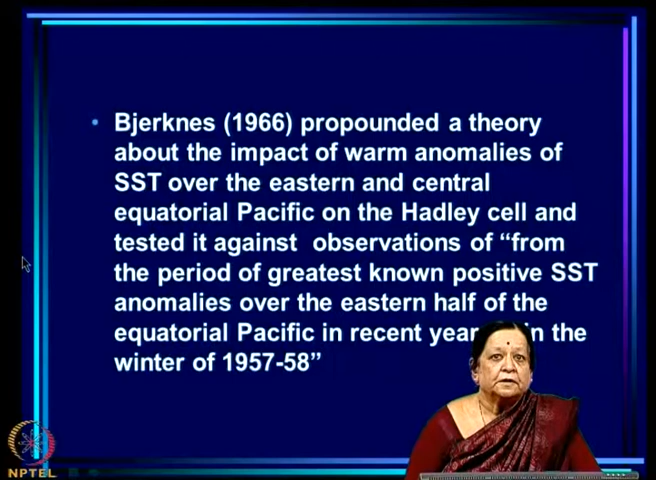 • Bjerknes (1966) propounded a theory
about the impact of warm anomalies of
SST over the eastern and central
equatorial Pacific on the Hadley cell and
tested it against observations of “from
the period of greatest known positive SST
anomalies over the eastern half of the
equatorial Pacific in recent in the
winter of 1957-58”
NPTEL